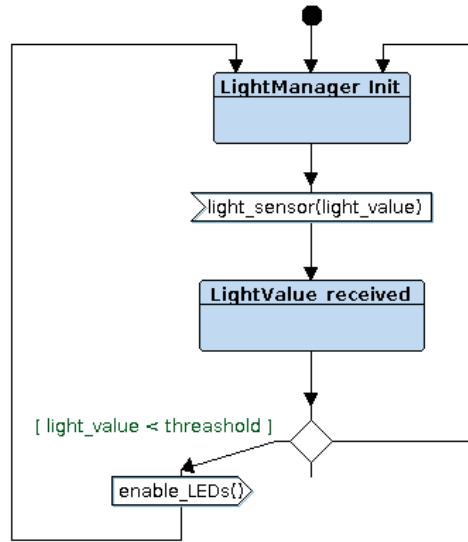 LightManager Init
light_sensor(light_value)
LightValue received
[ light_value < threashold ]
enable_LEDs()